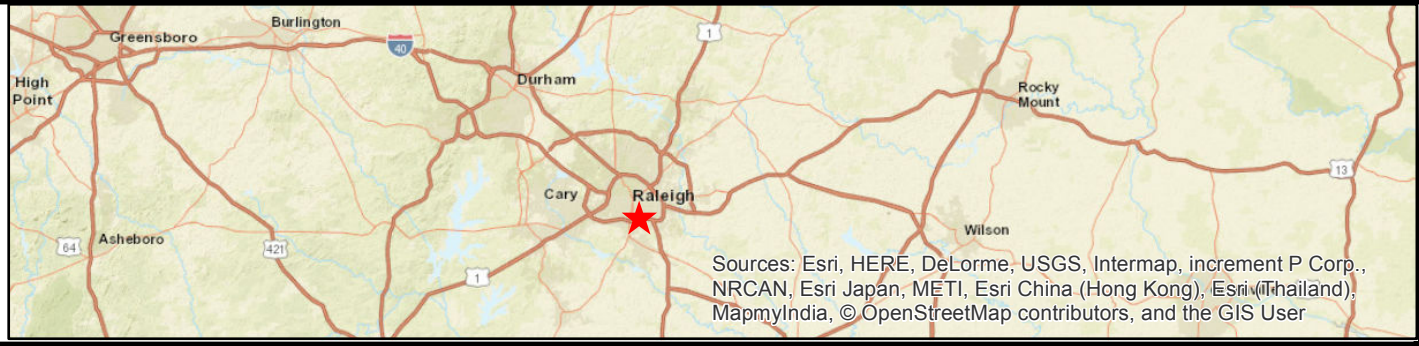 Burlington
Greensboro
40
1
High
Point
Durham
Rocky
Mount
13
Cary
Raleigh
64
Asheboro
421
1
Wilson
Sources: Esri, HERE, DeLorme, USGS, Intermap, increment P Corp.,
NRCAN, Esri Japan, METI, Esri China (Hong Kong), Esri (Thailand),
MapmyIndia, © OpenStreetMap contributors, and the GIS User